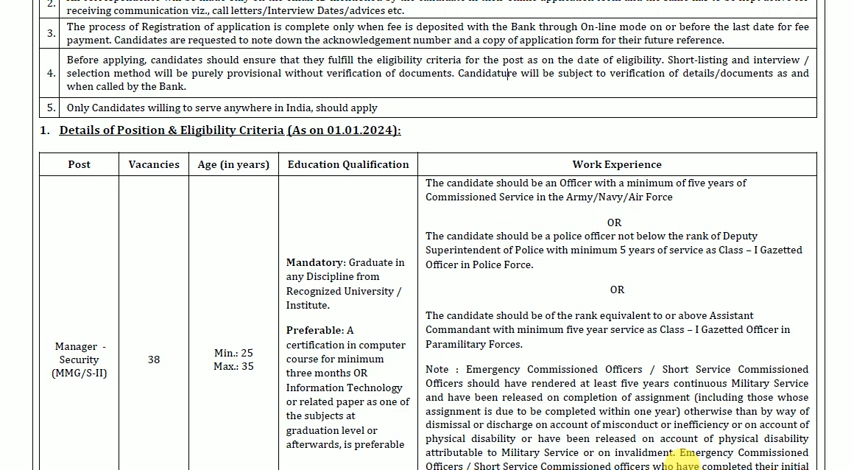 2.
receiving communication viz., call letters/Interview Dates/advices etc.
3. The process of Registration of application is complete only when fee is deposited with the Bank through On-line mode on or before the last date for fee
payment. Candidates are requested to note down the acknowledgement number and a copy of application form for their future reference.
4. Before applying, candidates should ensure that they fulfill the eligibility criteria for the post as on the date of eligibility. Short-listing and interview /
selection method will be purely provisional without verification of documents. Candidature will be subject to verification of details/documents as and
when called by the Bank.
5. Only Candidates willing to serve anywhere in India, should apply
1. Details of Position & Eligibility Criteria (As on 01.01.2024):
Post Vacancies Age (in years) Education Qualification Work Experience
Manager -
Security
(MMG/S-II)
38
Min.: 25
Max.: 35
Mandatory: Graduate in
any Discipline from
Recognized University /
Institute.
Preferable: A
certification in computer
course for minimum
three months OR
Information Technology
or related paper as one of
the subjects at
graduation level or
afterwards, is preferable
The candidate should be an Officer with a minimum of five years of
Commissioned Service in the Army/Navy/Air Force
OR
The candidate should be a police officer not below the rank of Deputy
Superintendent of Police with minimum 5 years of service as Class – I Gazetted
Officer in Police Force.
OR
The candidate should be of the rank equivalent to or above Assistant
Commandant with minimum five year service as Class – I Gazetted Officer in
Paramilitary Forces.
Note : Emergency Commissioned Officers / Short Service Commissioned
Officers should have rendered at least five years continuous Military Service
and have been released on completion of assignment (including those whose
assignment is due to be completed within one year) otherwise than by way of
dismissal or discharge on account of misconduct or inefficiency or on account of
physical disability or have been released on account of physical disability
attributable to Military Service or on invalidment. Emergency Commissioned
Officers / Short Service Commissioned officers who have completed their initial